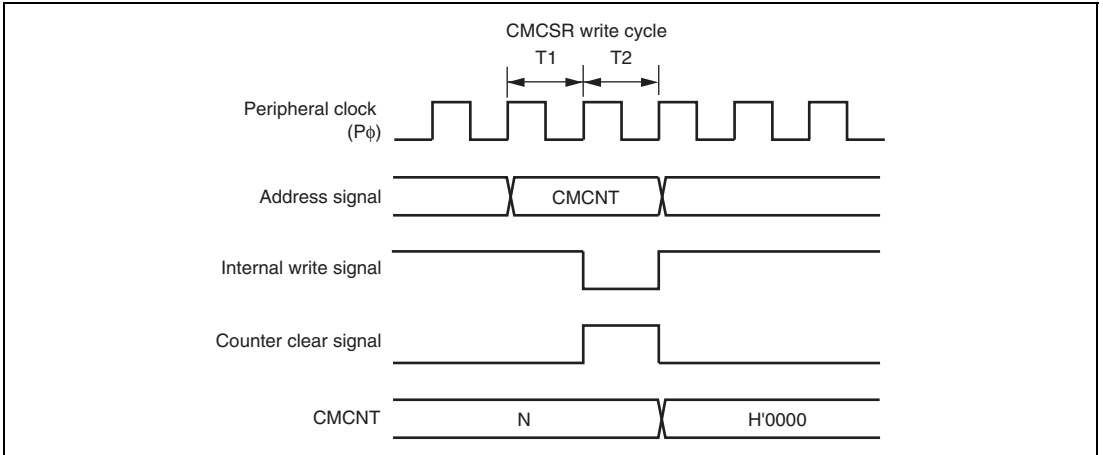 CMCSR write cycle
T1 T2
Peripheral clock
(Pϕ)
Address signal CMCNT
Internal write signal
Counter clear signal
CMCNT N H'0000